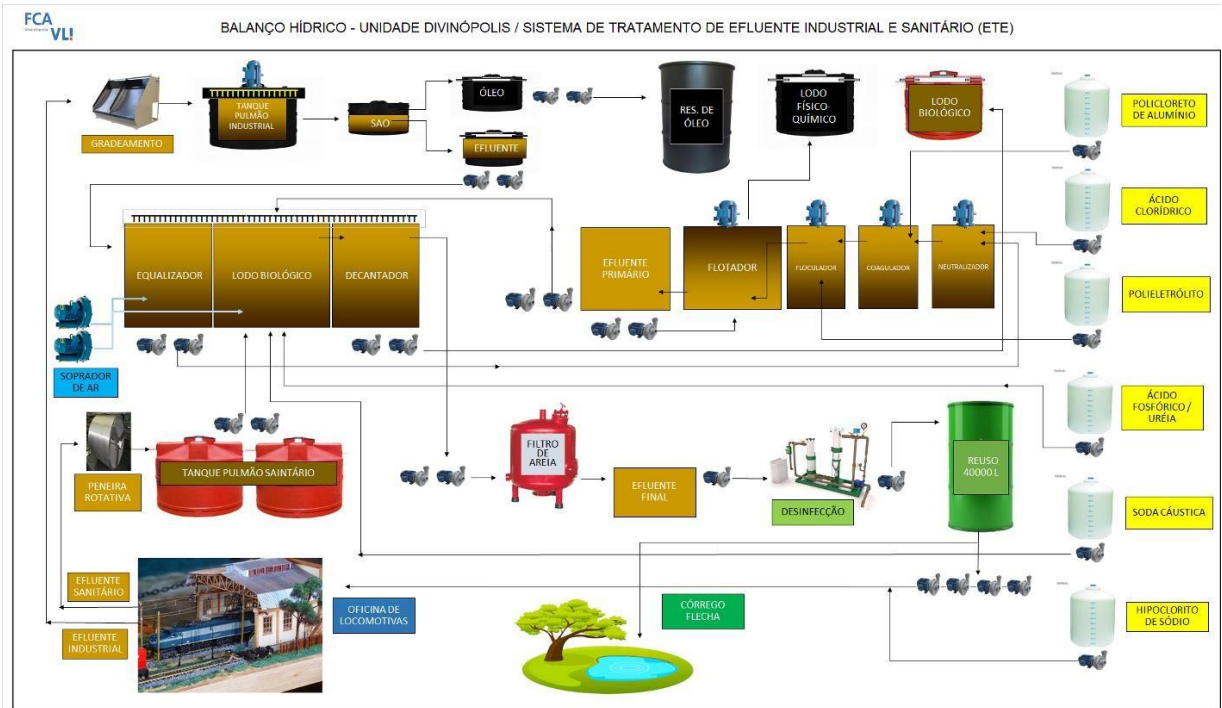 FCA
VL!
BALANÇO HÍDRICO - UNIDADE DIVINÓPOLIS / SISTEMA DE TRATAMENTO DE EFLUENTE INDUSTRIAL E SANITÁRIO (ETE)
GRADEAMENTO
TANQUE
PULMÃO
INDUSTRIAL
SAO
ÓLEO
EFLUENTE
RES. DE
ÓLEO
LODO
FÍSICO-
QUÍMICO
LODO
BIOLÓGICO
POLICLORETO
DE ALUMÍNIO
ÁCIDO
CLORÍDRICO
POLIELETRÓLITO
EQUALIZADOR
LODO BIOLÓGICO
DECANTADOR
EFLUENTE
PRIMÁRIO
FLOTADOR
FLOCULADOR
COAGULADOR
NEUTRALIZADOR
SOPRADOR
DE AR
PENEIRA
ROTATIVA
TANQUE PULMÃO SAINTÁRIO
FILTRO
DE
AREIA
EFLUENTE
FINAL
DESINFECÇÃO
REUSO
40000 L
ÁCIDO
FOSFÓRICO /
URÉIA
SODA CÁUSTICA
HIPOCLORITO
DE SÓDIO
EFLUENTE
SANITÁRIO
EFLUENTE
INDUSTRIAL
OFICINA DE
LOCOMOTIVAS
CÓRREGO
FLECHA